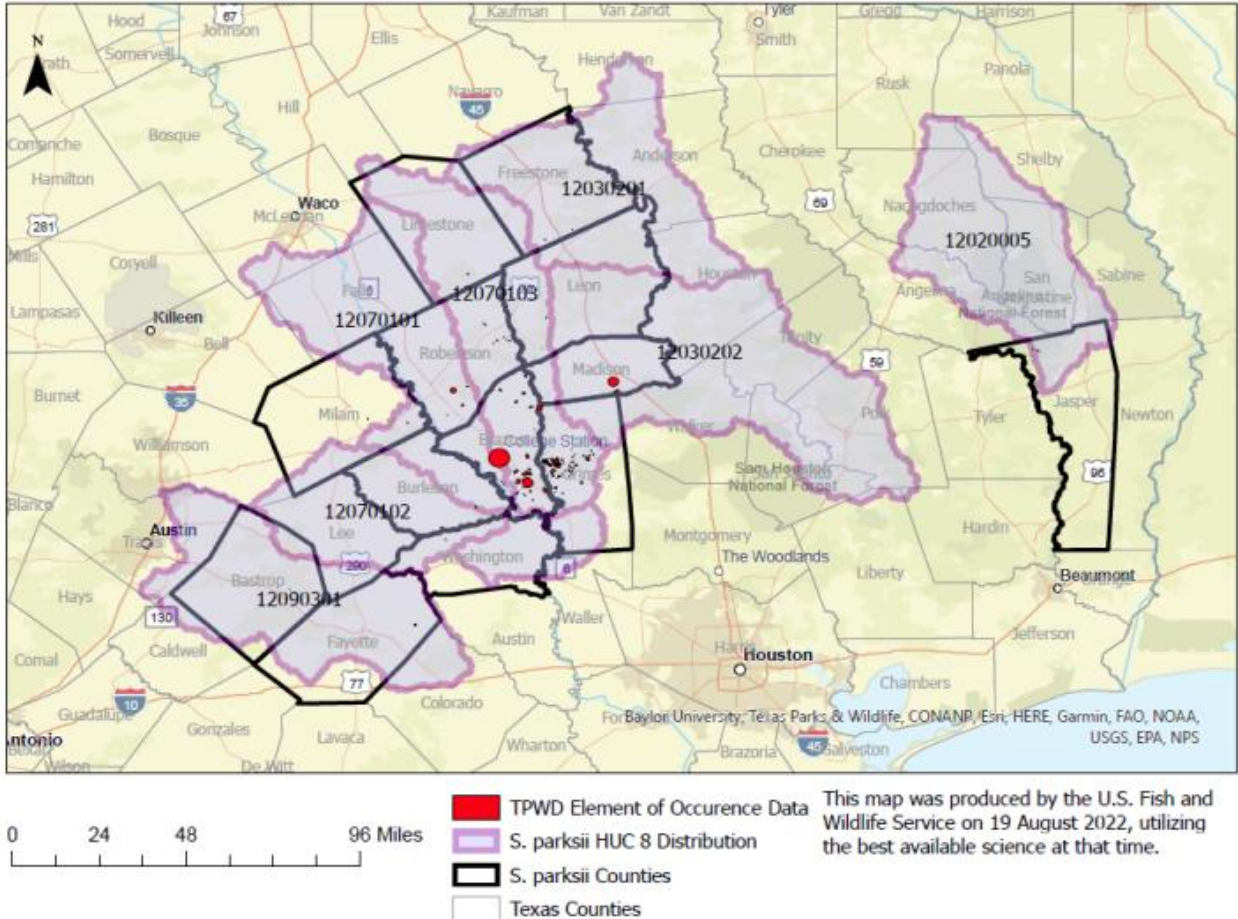 Hood
67
Johnson
Ellis
Kaufman
Van Zandt
Tyler
Smith
Gregg
Harrison
N
Somervell
Henderson
Rusk
Panola
Navarro
45
Hill
Bosque
Comanche
Anderson
Cherokee
Shelby
Freestone
Hamilton
12030201
Waco
Limestone
69
Nacogdoches
McLennan
281
Mills
Coryell
12020005
Houston
San
Sabine
Falls
6
12070103
Leon
Angelina
Angelina
National Forest
Lampasas
Killeen
12070101
Trinity
Bell
Robertson
12030202
59
Madison
Burnet
35
Milam
Polk
Tyler
Jasper
Newton
Williamson
Walker
College Station
Sam Houston
National Forest
Grimes
96
Burleson
Blanco
12070102
Austin
Lee
Hardin
Montgomery
Washington
The Woodlands
290
6
Liberty
Beaumont
Orange
Bastrop
Hays
12090301
130
Waller
Caldwell
Fayette
Austin
Jefferson
Harris
Houston
Comal
77
Chambers
10
Colorado
Guadalupe
Gonzales
Baylor University, Texas Parks & Wildlife, CONANP, Esri, HERE, Garmin, FAO, NOAA,
USGS, EPA, NPS
Antonio
Lavaca
Wharton
45
Galveston
Brazoria
Wilson
De Witt
0 24 48 96 Miles
TPWD Element of Occurence Data
S. parksii HUC 8 Distribution
S. parksii Counties
Texas Counties
This map was produced by the U.S. Fish and
Wildlife Service on 19 August 2022, utilizing
the best available science at that time.